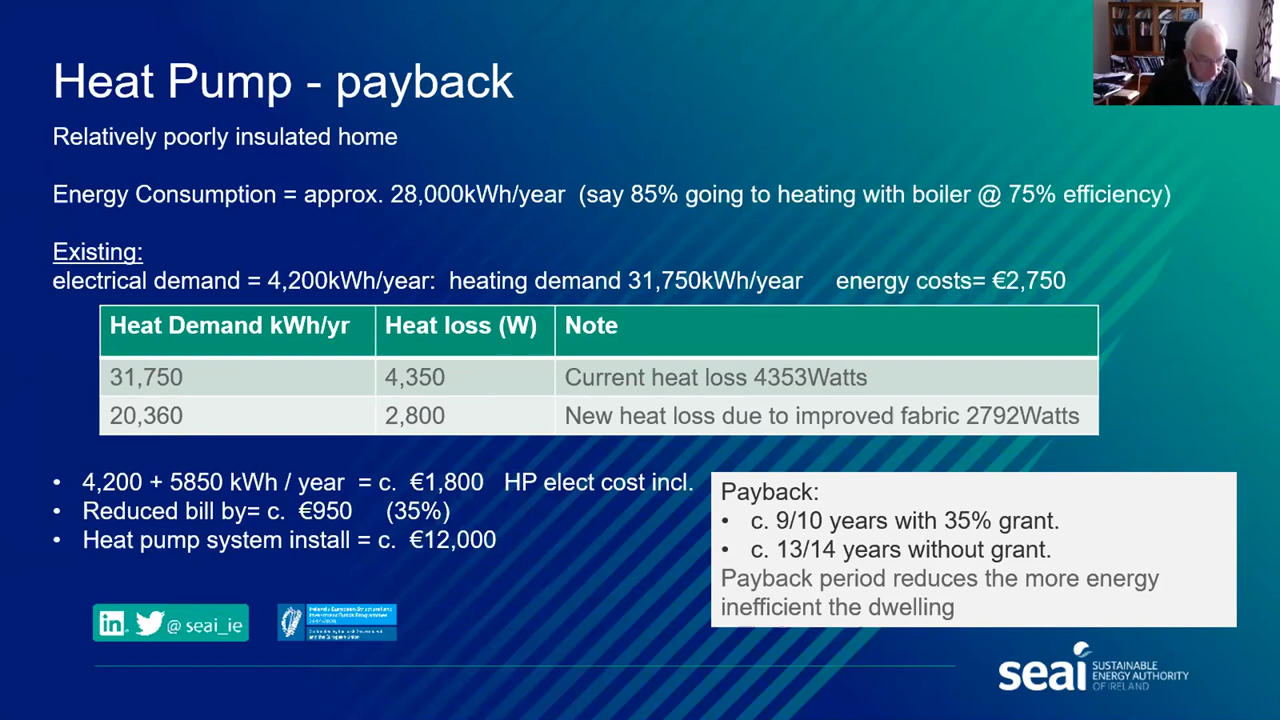 Heat Pump - payback
Relatively poorly insulated home
Energy Consumption = approx. 28,000kWh/year (say 85% going to heating with boiler @ 75% efficiency)
Existing:
electrical demand = 4,200kWh/year: heating demand 31,750kWh/year energy costs= €2,750
Heat Demand kWh/yr Heat loss (W) Note
31,750 4,350 Current heat loss 4353Watts
20,360 2,800 New heat loss due to improved fabric 2792Watts
• 4,200 + 5850 kWh / year = c. €1,800 HP elect cost incl.
• Reduced bill by= c. €950 (35%)
• Heat pump system install = c. €12,000
Payback:
• c. 9/10 years with 35% grant.
• c. 13/14 years without grant.
Payback period reduces the more energy
inefficient the dwelling
in @ seai_ie
seai SUSTAINABLE
ENERGY AUTHORITY
OF IRELAND